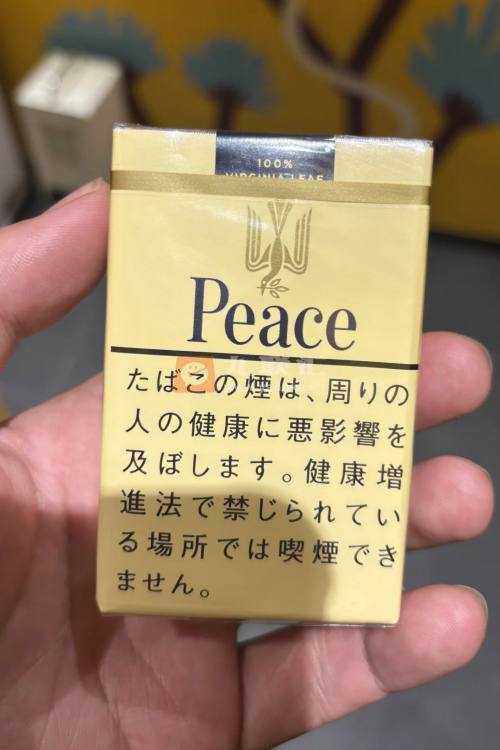 100%
VIRGINIA LEAF
Peace
たばこの煙は、周りの
人の健康に悪影響を
及ぼします。健康増
進法で禁じられてい
る場所では喫煙でき
ません。